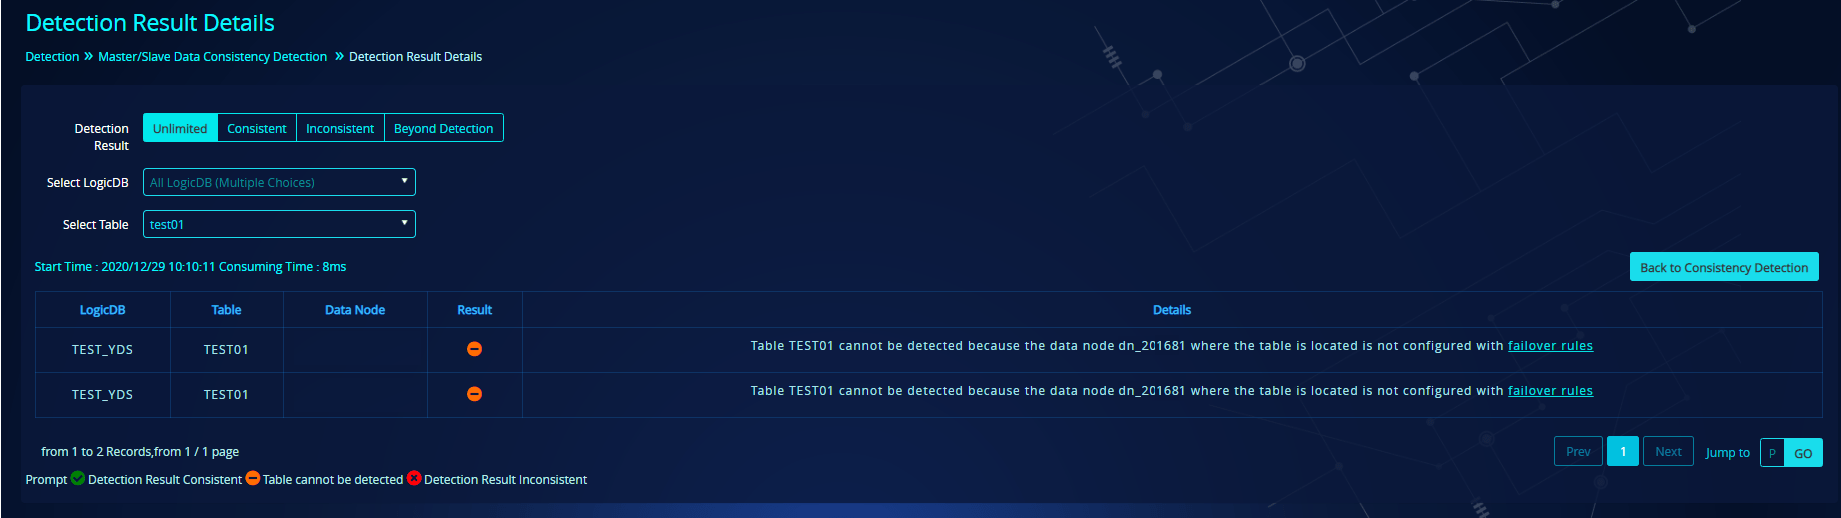 Detection Result Details
Detection » Master/Slave Data Consistency Detection » Detection Result Details
Detection Result Unlimited Consistent Inconsistent Beyond Detection
Select LogicDB All LogicDB (Multiple Choices)
Select Table test01
Start Time : 2020/12/29 10:10:11 Consuming Time : 8ms Back to Consistency Detection
LogicDB Table Data Node Result Details
TEST_YDS TEST01 Table TEST01 cannot be detected because the data node dn_201681 where the table is located is not configured with failover rules
TEST_YDS TEST01 Table TEST01 cannot be detected because the data node dn_201681 where the table is located is not configured with failover rules
from 1 to 2 Records,from 1 / 1 page Prev 1 Next Jump to P GO
Prompt Detection Result Consistent Table cannot be detected Detection Result Inconsistent